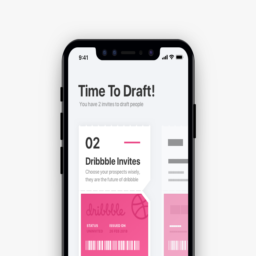 9:41
Time To Draft!
You have 2 invites to draft people
02
Dribbble Invites
Choose your prospects wisely,
they are the future of dribbble.
dribbble